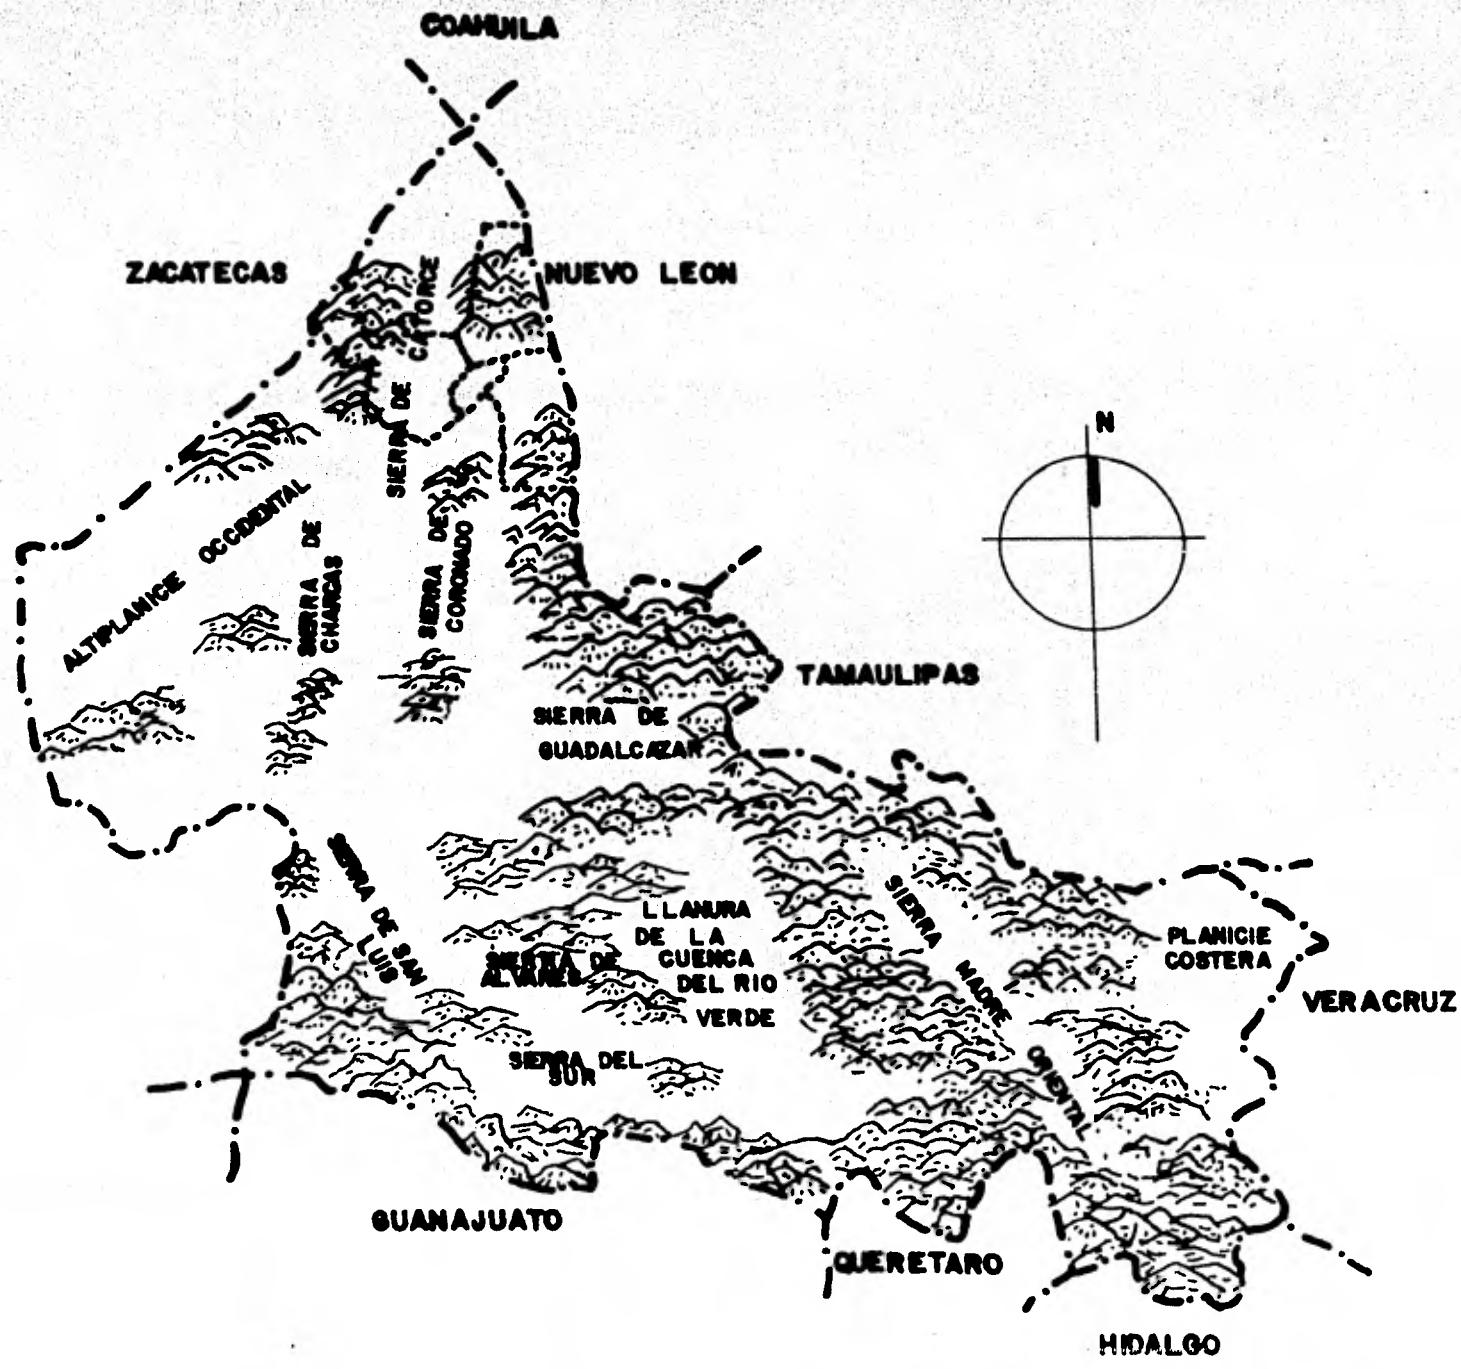 COAHUILA
ZACATECAS
NUEVO LEON
SIERRA DE CATORCE
N
ALTIPLANICIE OCCIDENTAL
SIERRA DE
CHARCAS
SIERRA DE
CORONADO
TAMAULIPAS
SIERRA DE
GUADALCAZAR
SIERRA DE SAN
LUIS
SIERRA MADRE ORIENTAL
LLANURA
DE LA
CUENCA
DEL RIO
VERDE
SIERRA DE
ALVARES
PLANICIE
COSTERA
VERACRUZ
SIERRA DEL
SUR
GUANAJUATO
QUERETARO
HIDALGO